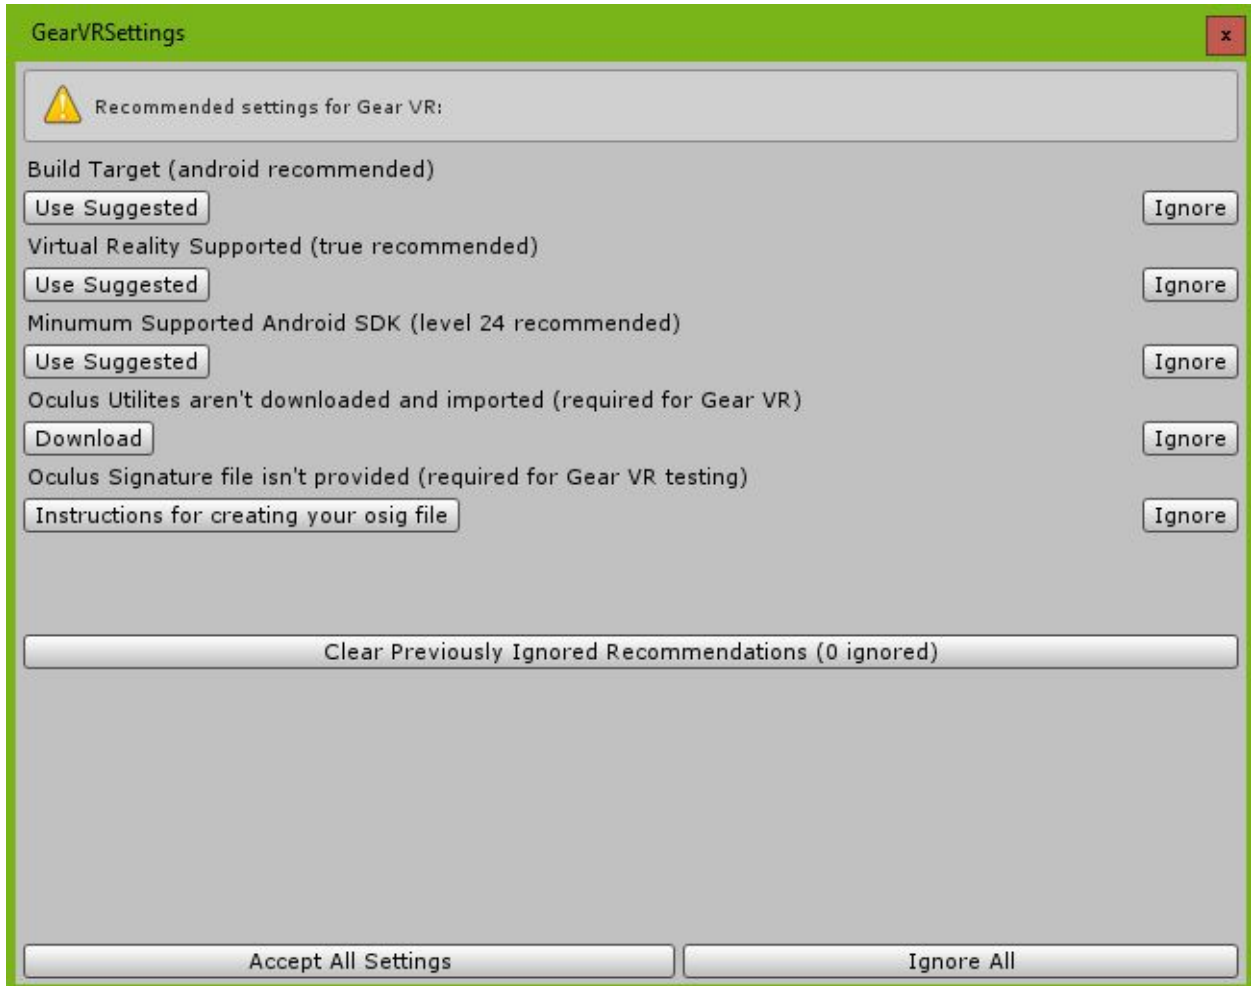 GearVRSettings
x
Recommended settings for Gear VR:
Build Target (android recommended)
Use Suggested Ignore
Virtual Reality Supported (true recommended)
Use Suggested Ignore
Minumum Supported Android SDK (level 24 recommended)
Use Suggested Ignore
Oculus Utilites aren't downloaded and imported (required for Gear VR)
Download Ignore
Oculus Signature file isn't provided (required for Gear VR testing)
Instructions for creating your osig file Ignore
Clear Previously Ignored Recommendations (0 ignored)
Accept All Settings Ignore All